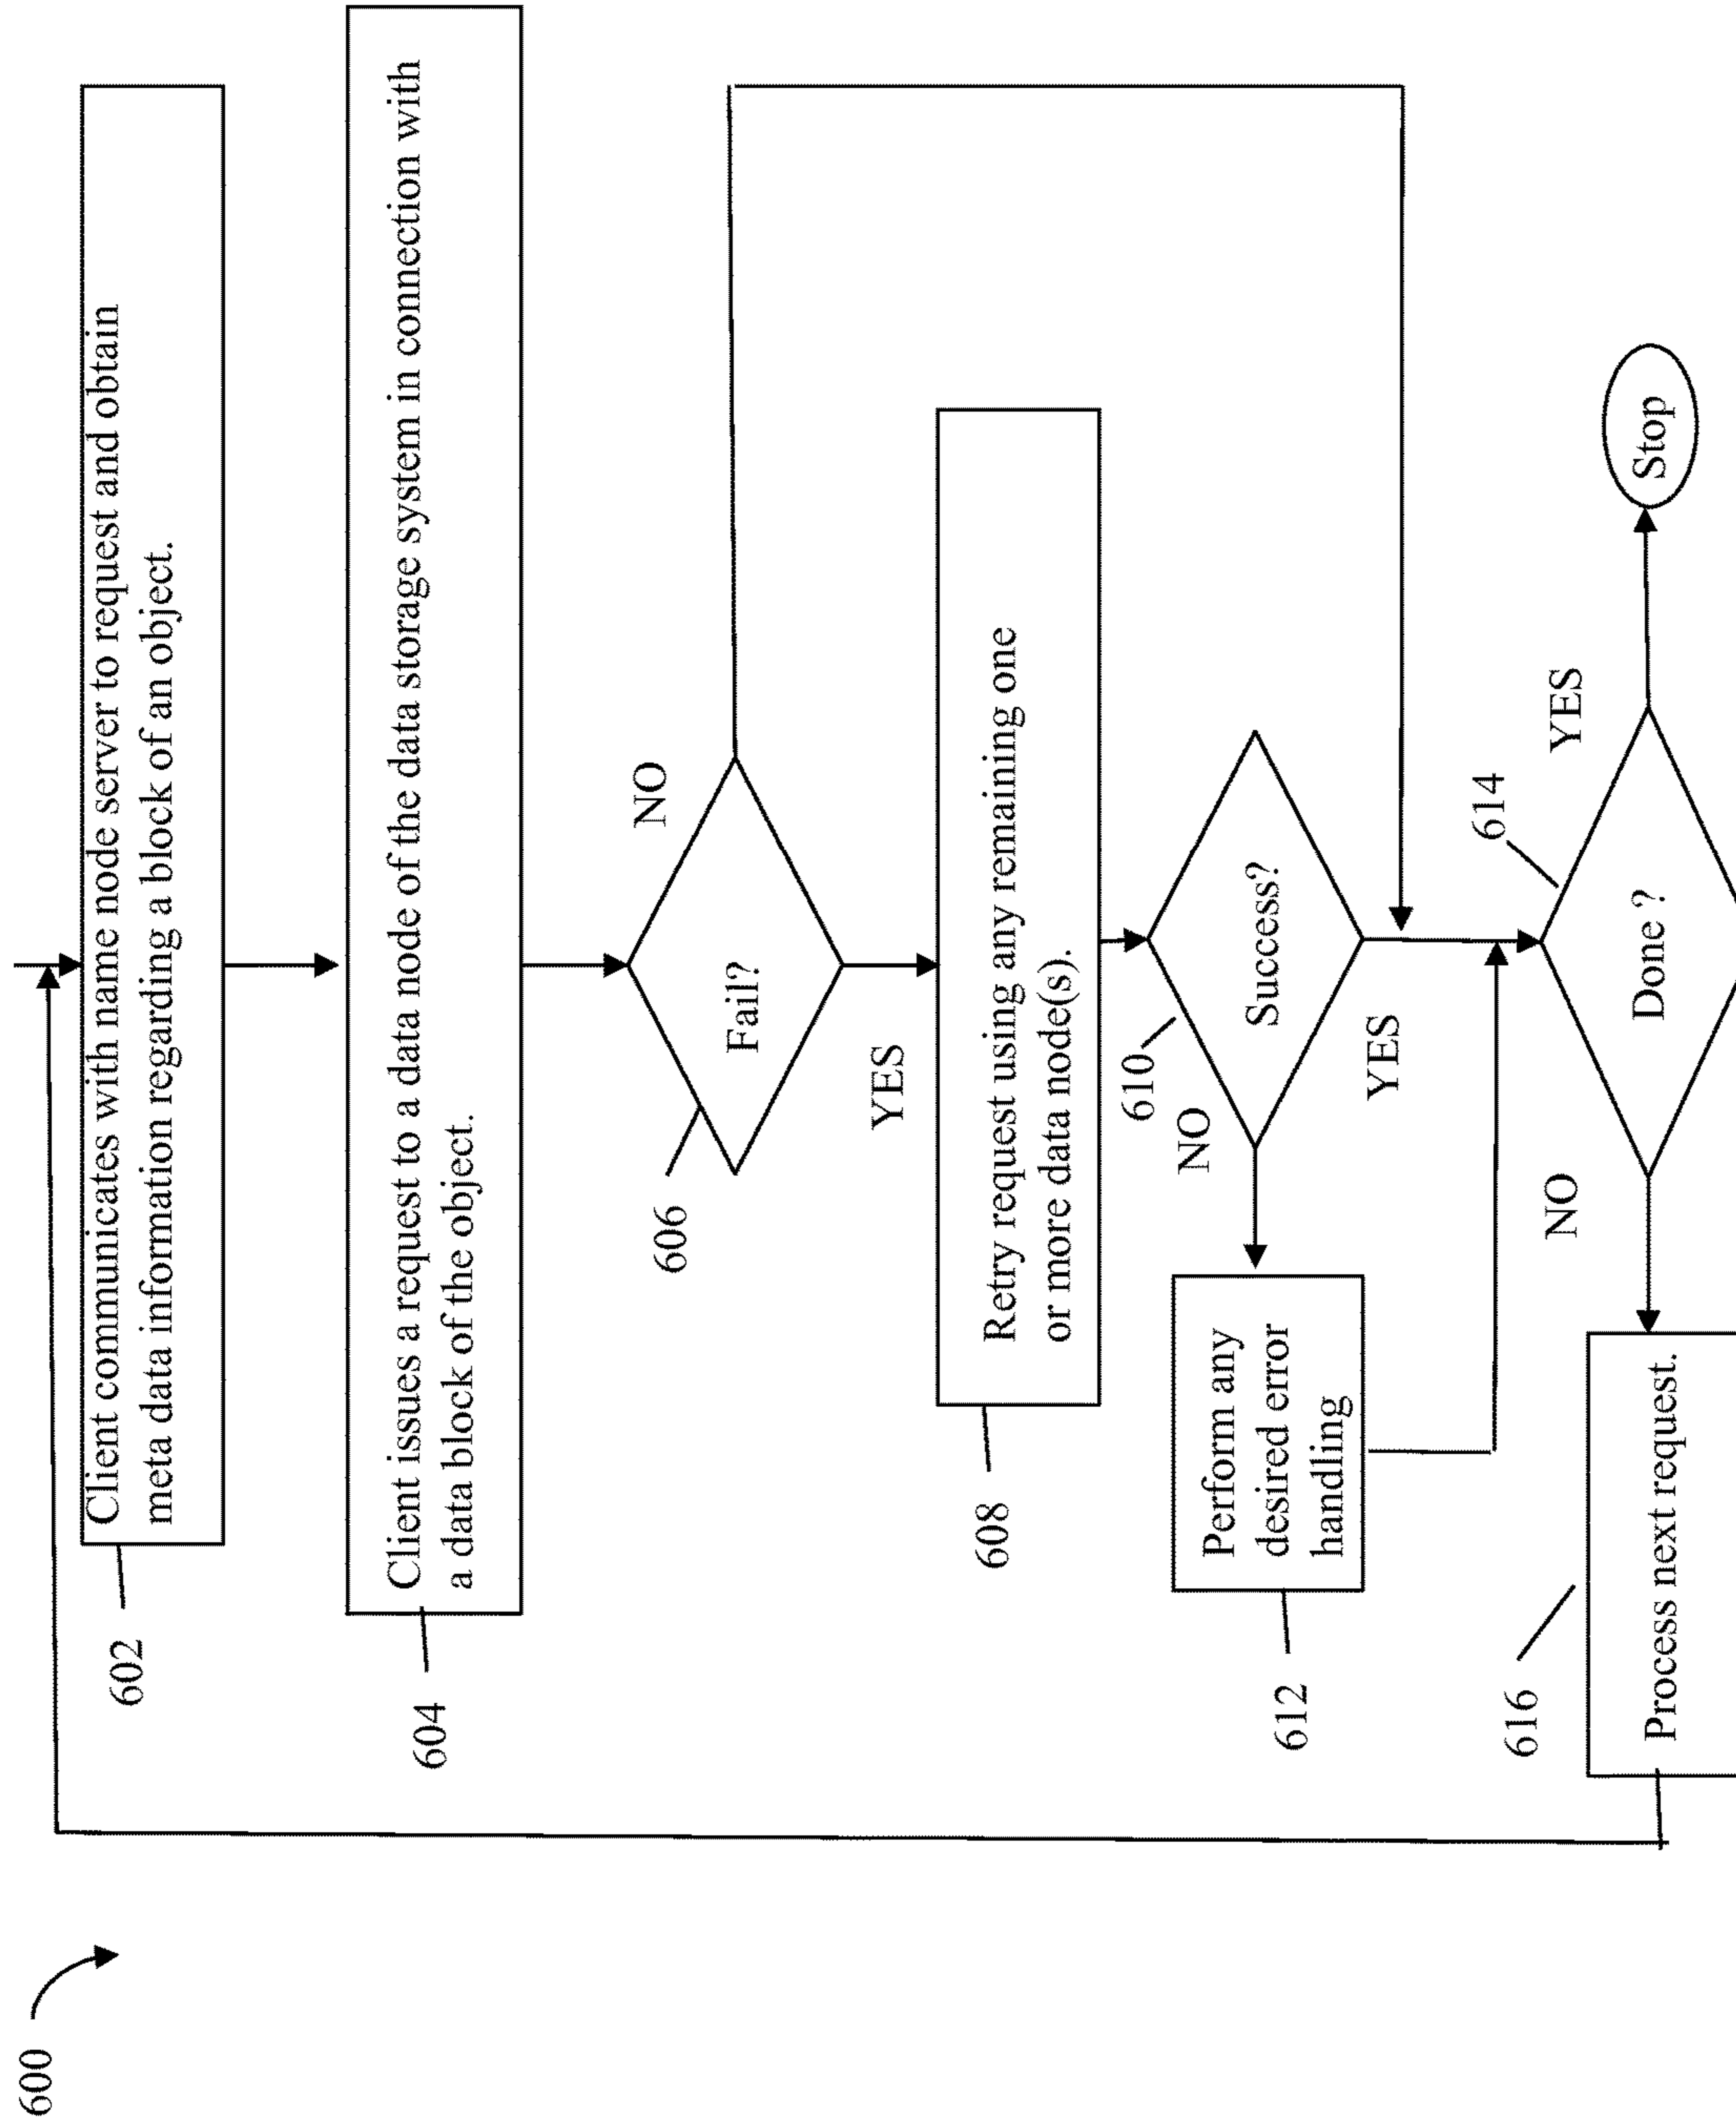 600
602
Client communicates with name node server to request and obtain
meta data information regarding a block of an object.
604
Client issues a request to a data node of the data storage system in connection with
a data block of the object.
606
Fail?
NO
YES
608
Retry request using any remaining one
or more data node(s).
610
Success?
NO
YES
612
Perform any
desired error
handling
614
Done ?
NO
YES
Stop
616
Process next request.